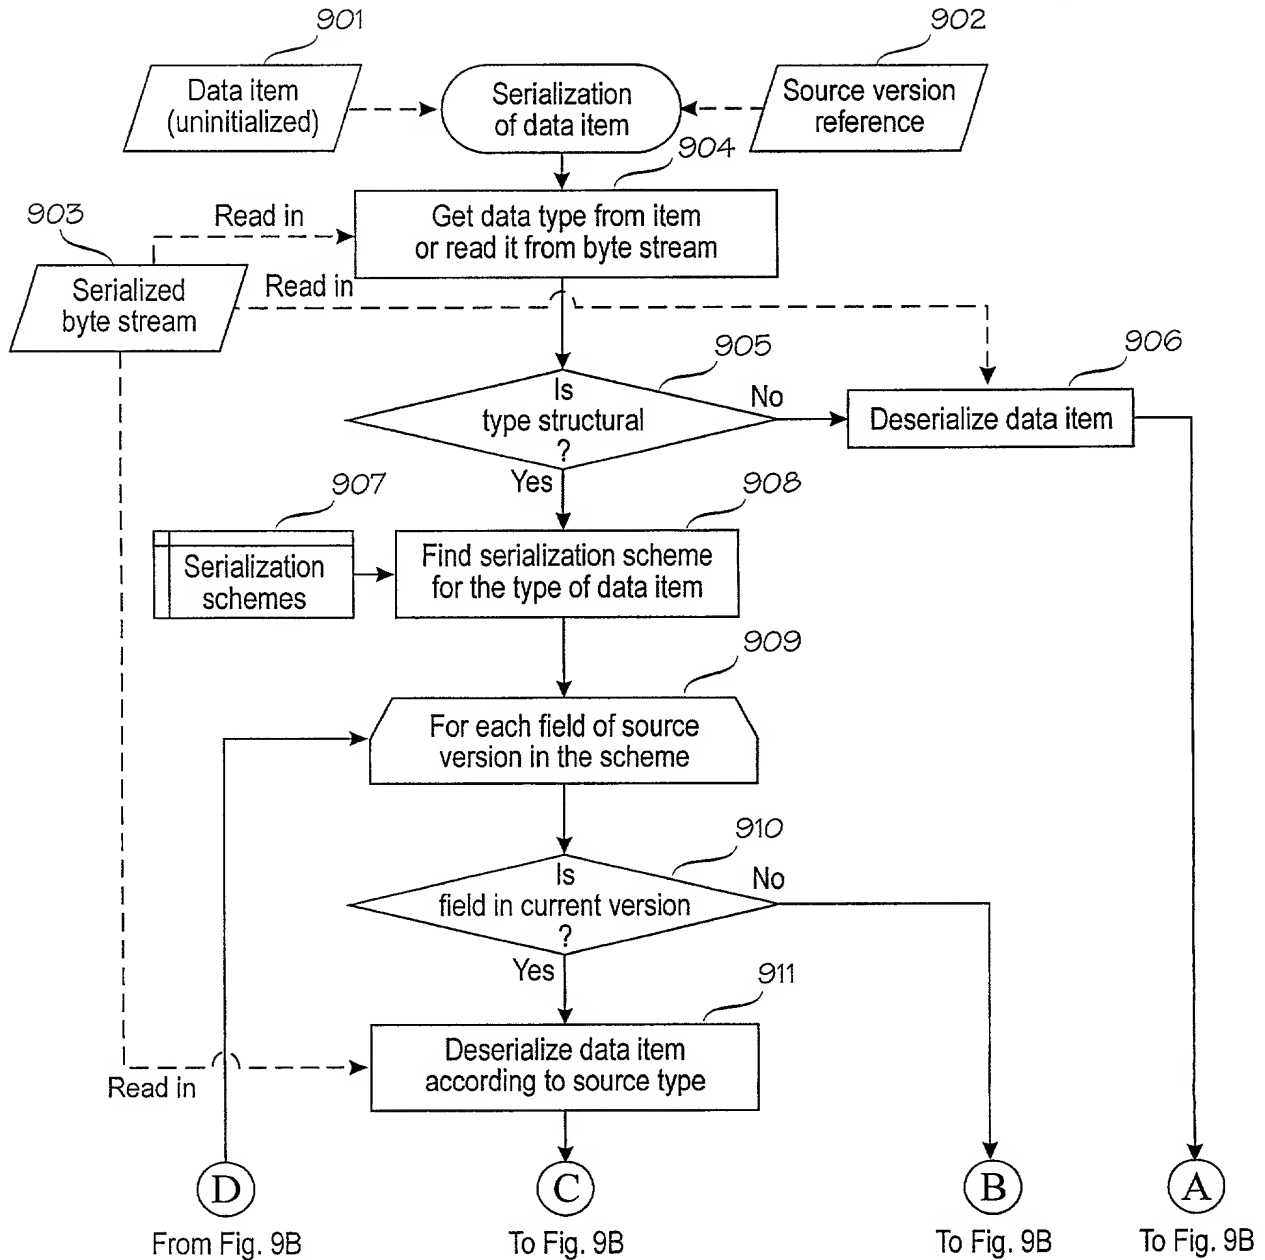 901
902
Data item
(uninitialized)
Serialization
of data item
Source version
reference
904
903
Read in
Get data type from item
or read it from byte stream
Serialized
byte stream
Read in
905
906
Is
type structural
?
No
Deserialize data item
Yes
907
908
Serialization
schemes
Find serialization scheme
for the type of data item
909
For each field of source
version in the scheme
910
Is
field in current version
?
No
Yes
911
Deserialize data item
according to source type
Read in
D
C
B
A
From Fig. 9B
To Fig. 9B
To Fig. 9B
To Fig. 9B